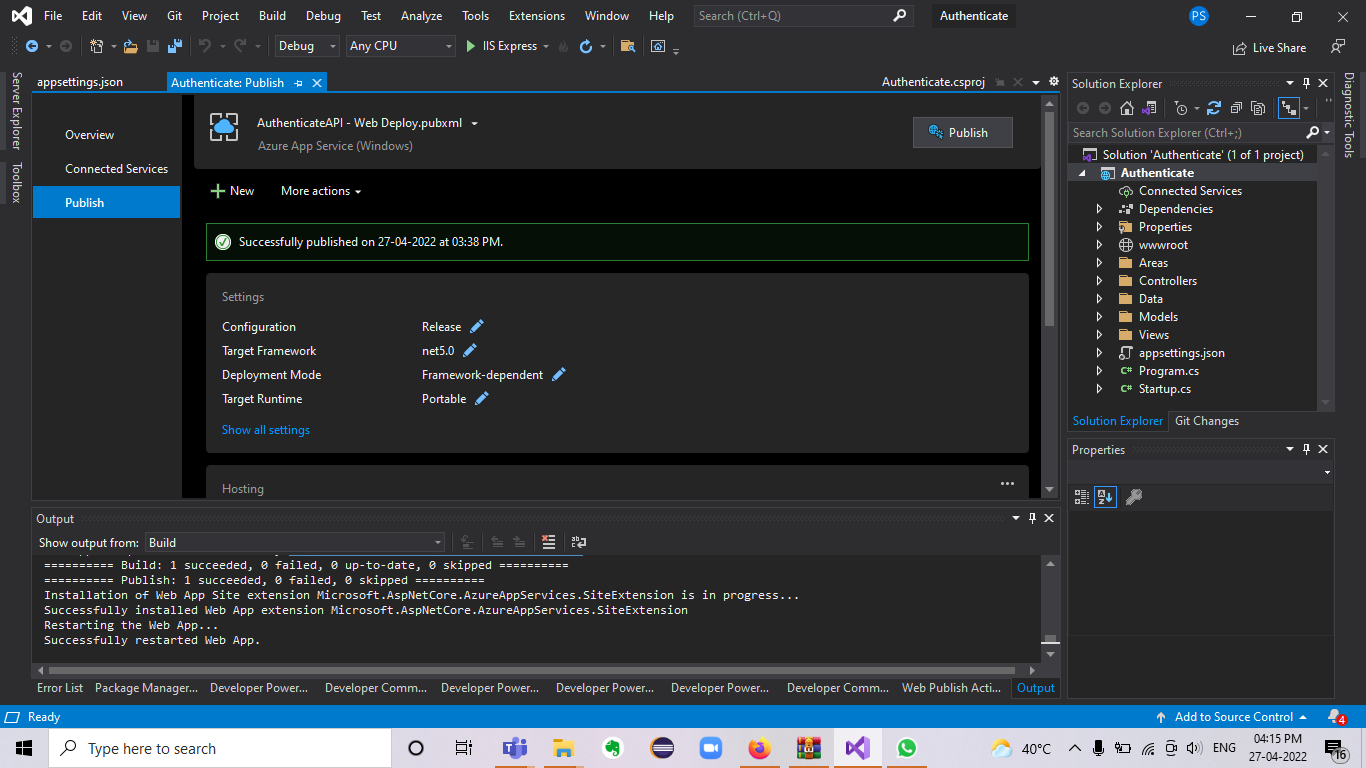 File Edit View Git Project Build Debug Test Analyze Tools Extensions Window Help Search (Ctrl+Q) Authenticate PS
Debug Any CPU IIS Express Live Share
Server Explorer
Toolbox
appsettings.json Authenticate: Publish Authenticate.csproj
Overview
Connected Services
Publish
AuthenticateAPI - Web Deploy.pubxml
Azure App Service (Windows)
Publish
New More actions
Successfully published on 27-04-2022 at 03:38 PM.
Settings
Configuration Release
Target Framework net5.0
Deployment Mode Framework-dependent
Target Runtime Portable
Show all settings
Hosting
Solution Explorer
Search Solution Explorer (Ctrl+;)
Solution 'Authenticate' (1 of 1 project)
Authenticate
Connected Services
Dependencies
Properties
wwwroot
Areas
Controllers
Data
Models
Views
appsettings.json
C# Program.cs
C# Startup.cs
Solution Explorer Git Changes
Diagnostic Tools
Properties
Output
Show output from: Build
========== Build: 1 succeeded, 0 failed, 0 up-to-date, 0 skipped ==========
========== Publish: 1 succeeded, 0 failed, 0 skipped ==========
Installation of Web App Site extension Microsoft.AspNetCore.AzureAppServices.SiteExtension is in progress...
Successfully installed Web App extension Microsoft.AspNetCore.AzureAppServices.SiteExtension
Restarting the Web App...
Successfully restarted Web App.
Error List Package Manager... Developer Power... Developer Comm... Developer Power... Developer Power... Developer Power... Developer Comm... Web Publish Acti... Output
Ready Add to Source Control 4
Type here to search 40°C ENG 04:15 PM
27-04-2022 16